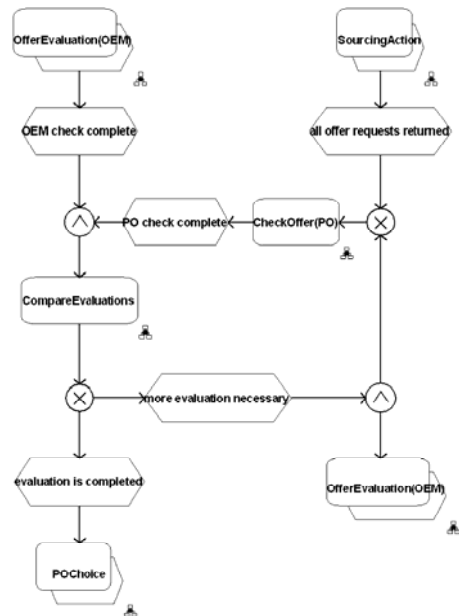 OfferEvaluation(OEM)
SourcingAction
OEM check complete
all offer requests returned
PO check complete
CheckOffer(PO)
CompareEvaluations
more evaluation necessary
evaluation is completed
OfferEvaluation(OEM)
POChoice